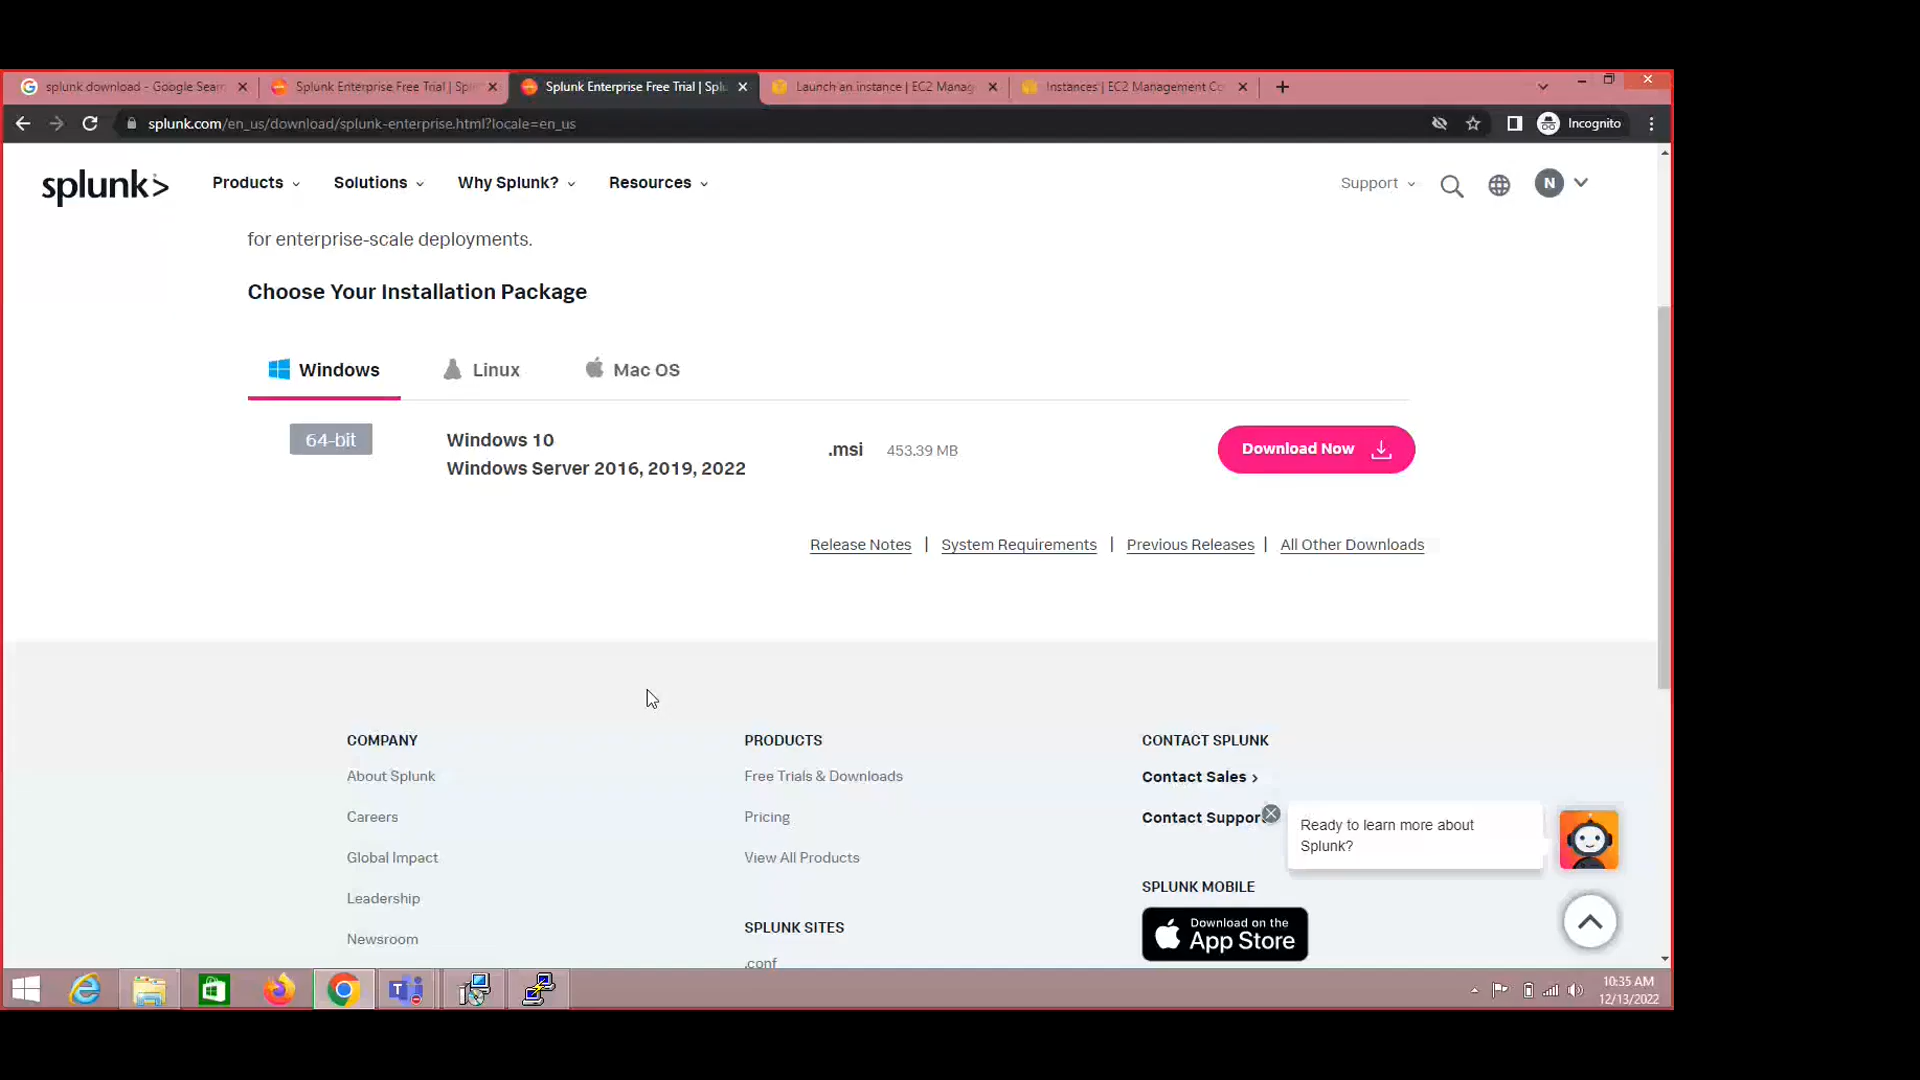 splunk download - Google Sear
Splunk Enterprise Free Trial | Spl
Splunk Enterprise Free Trial | Splu
Launch an instance | EC2 Manag
Instances | EC2 Management Co
splunk.com/en_us/download/splunk-enterprise.html?locale=en_us
Incognito
splunk>
Products
Solutions
Why Splunk?
Resources
Support
N
for enterprise-scale deployments.
Choose Your Installation Package
Windows
Linux
Mac OS
64-bit
Windows 10
Windows Server 2016, 2019, 2022
.msi 453.39 MB
Download Now
Release Notes | System Requirements | Previous Releases | All Other Downloads
COMPANY
About Splunk
Careers
Global Impact
Leadership
Newsroom
PRODUCTS
Free Trials & Downloads
Pricing
View All Products
SPLUNK SITES
.conf
CONTACT SPLUNK
Contact Sales >
Contact Suppor
SPLUNK MOBILE
Download on the
App Store
Ready to learn more about
Splunk?
10:35 AM
12/13/2022